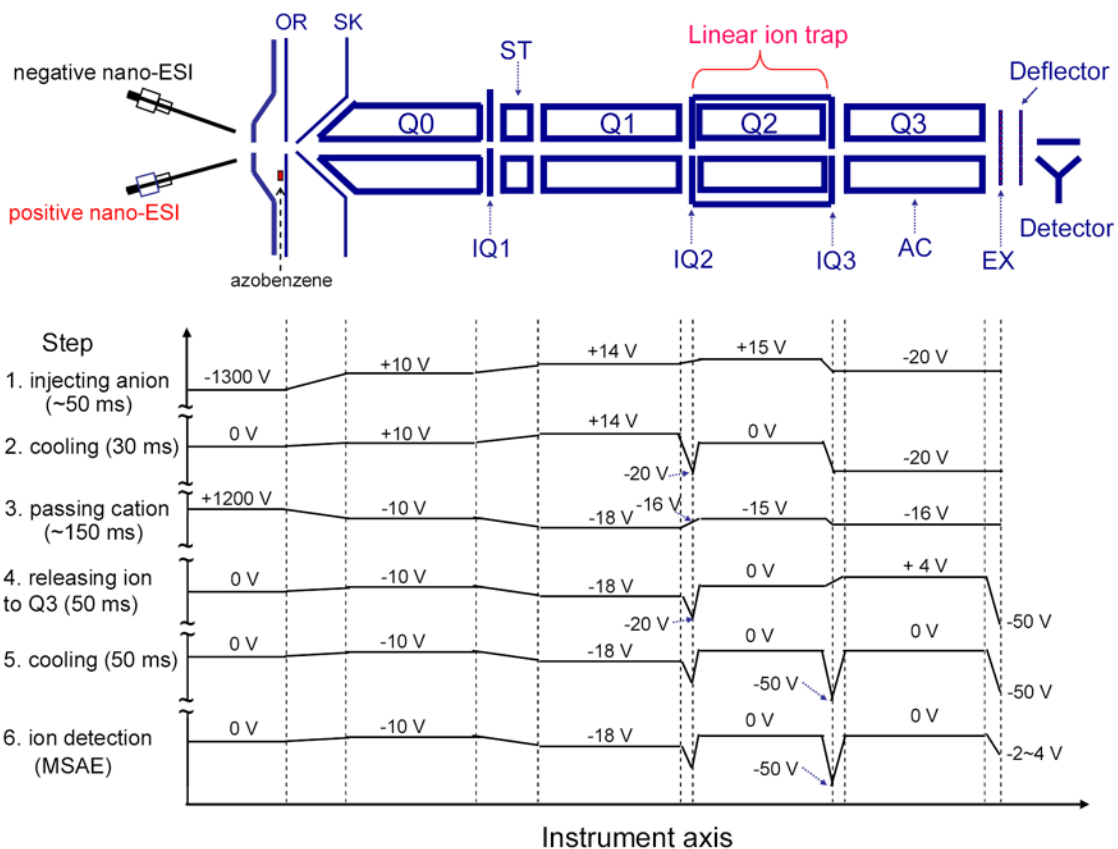 OR
SK
negative nano-ESI
ST
Linear ion trap
Deflector
Q0
Q1
Q2
Q3
positive nano-ESI
azobenzene
IQ1
IQ2
IQ3
AC
EX
Detector
Step
1. injecting anion
(~50 ms)
-1300 V
+10 V
+14 V
+15 V
-20 V
2. cooling (30 ms)
0 V
+10 V
+14 V
-20 V
0 V
-20 V
3. passing cation
(~150 ms)
+1200 V
-10 V
-18 V
-16 V
-15 V
-16 V
4. releasing ion
to Q3 (50 ms)
0 V
-10 V
-18 V
-20 V
0 V
+ 4 V
-50 V
5. cooling (50 ms)
0 V
-10 V
-18 V
0 V
-50 V
0 V
-50 V
6. ion detection
(MSAE)
0 V
-10 V
-18 V
0 V
-50 V
0 V
-2~4 V
Instrument axis